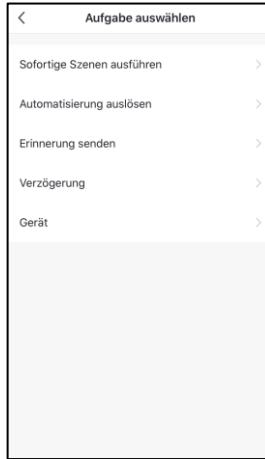 Aufgabe auswählen
Sofortige Szenen ausführen
Automatisierung auslösen
Erinnerung senden
Verzögerung
Gerät